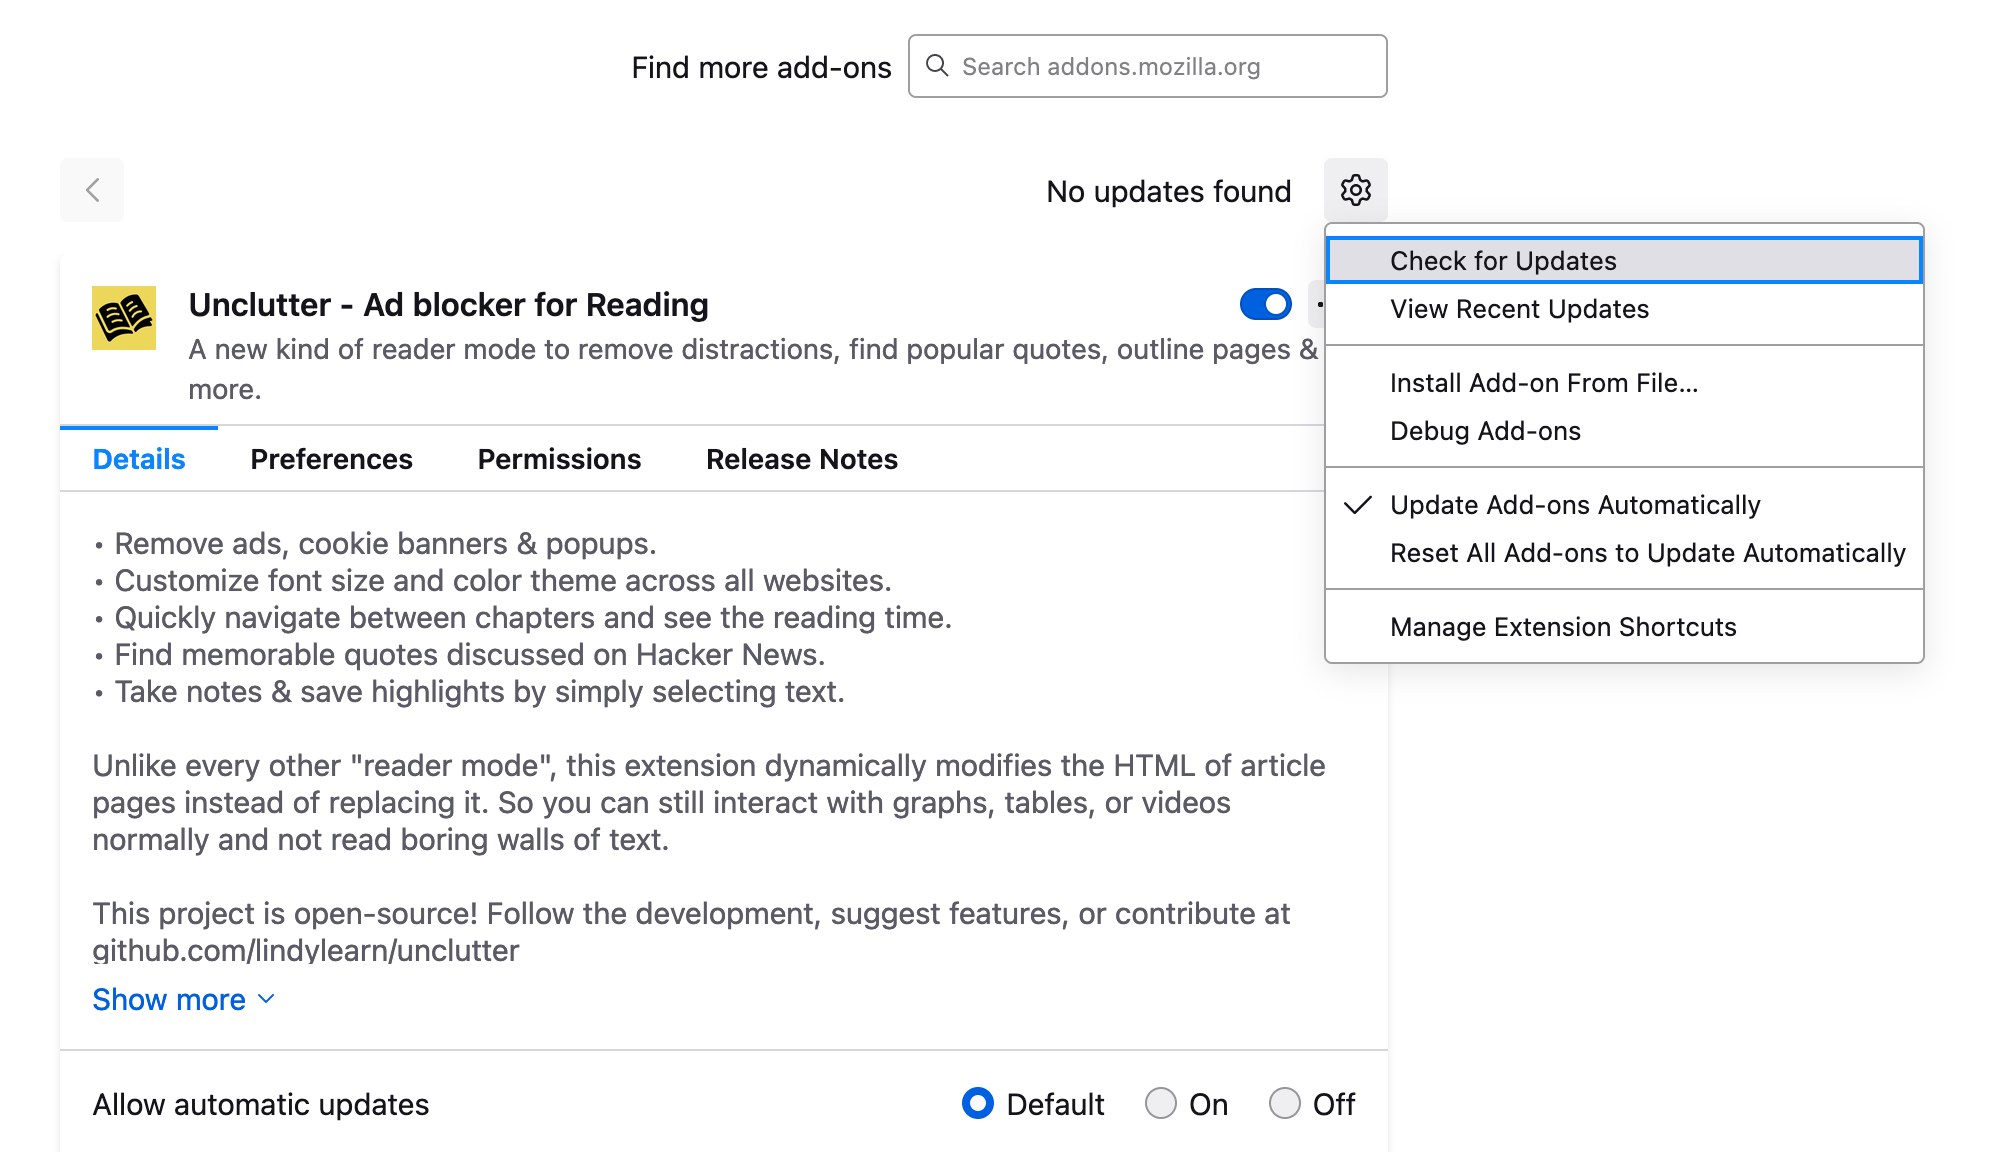 Find more add-ons
Search addons.mozilla.org
No updates found
Check for Updates
View Recent Updates
Install Add-on From File...
Debug Add-ons
Update Add-ons Automatically
Reset All Add-ons to Update Automatically
Manage Extension Shortcuts
Unclutter - Ad blocker for Reading
A new kind of reader mode to remove distractions, find popular quotes, outline pages &
more.
Details Preferences Permissions Release Notes
• Remove ads, cookie banners & popups.
• Customize font size and color theme across all websites.
• Quickly navigate between chapters and see the reading time.
• Find memorable quotes discussed on Hacker News.
• Take notes & save highlights by simply selecting text.
Unlike every other "reader mode", this extension dynamically modifies the HTML of article
pages instead of replacing it. So you can still interact with graphs, tables, or videos
normally and not read boring walls of text.
This project is open-source! Follow the development, suggest features, or contribute at
github.com/lindylearn/unclutter
Show more
Allow automatic updates Default On Off